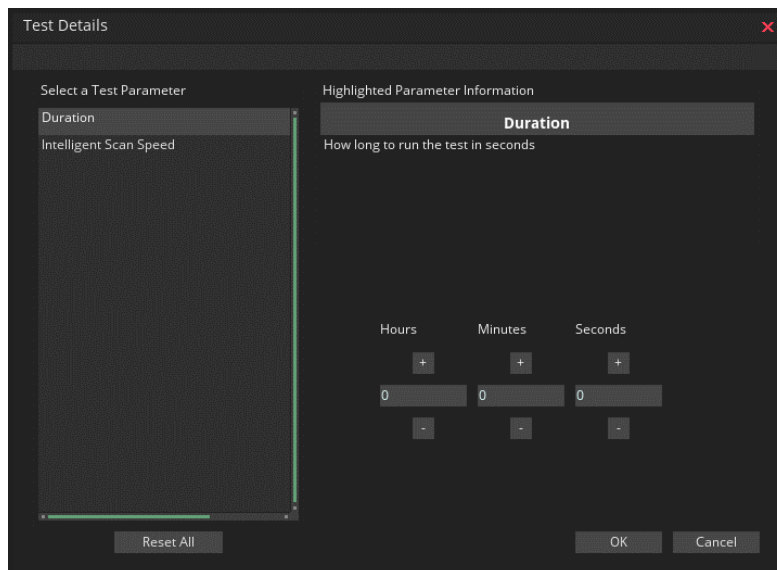 Test Details
Select a Test Parameter
Duration
Intelligent Scan Speed
Reset All
Highlighted Parameter Information
Duration
How long to run the test in seconds
Hours Minutes Seconds
+ + +
0 0 0
- - -
OK Cancel